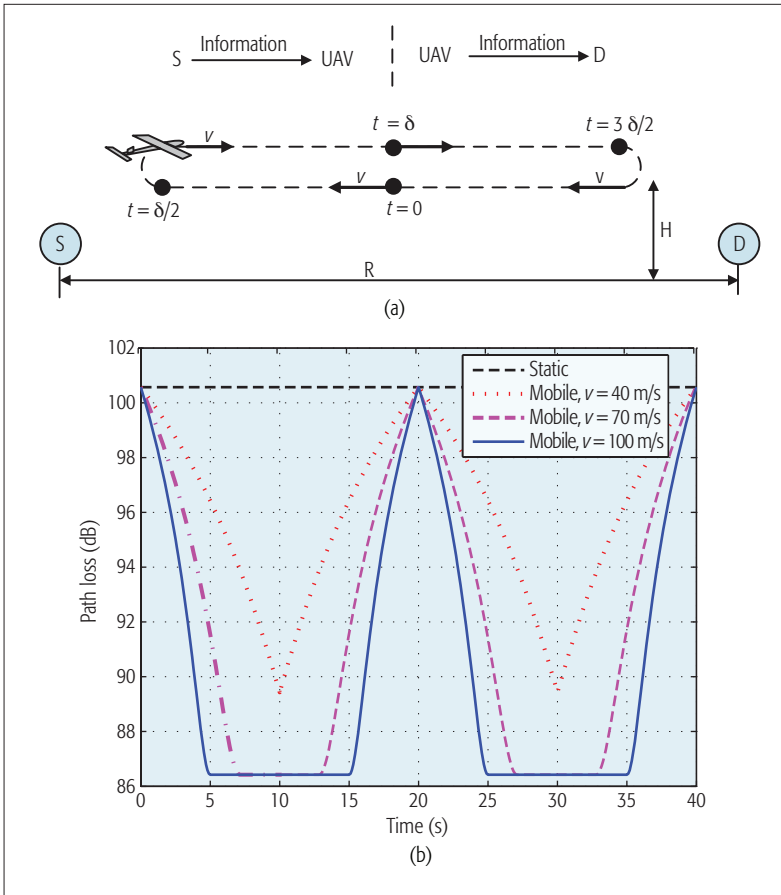 S Information UAV UAV Information D
v t = δ t = 3 δ/2
v v
t = δ/2 t=0 H
S D
R
(a)
102
100
98
96
94
92
90
88
86
Path loss (dB)
Static
Mobile, v = 40 m/s
Mobile, v = 70 m/s
Mobile, v = 100 m/s
0 5 10 15 20 25 30 35 40
Time (s)
(b)